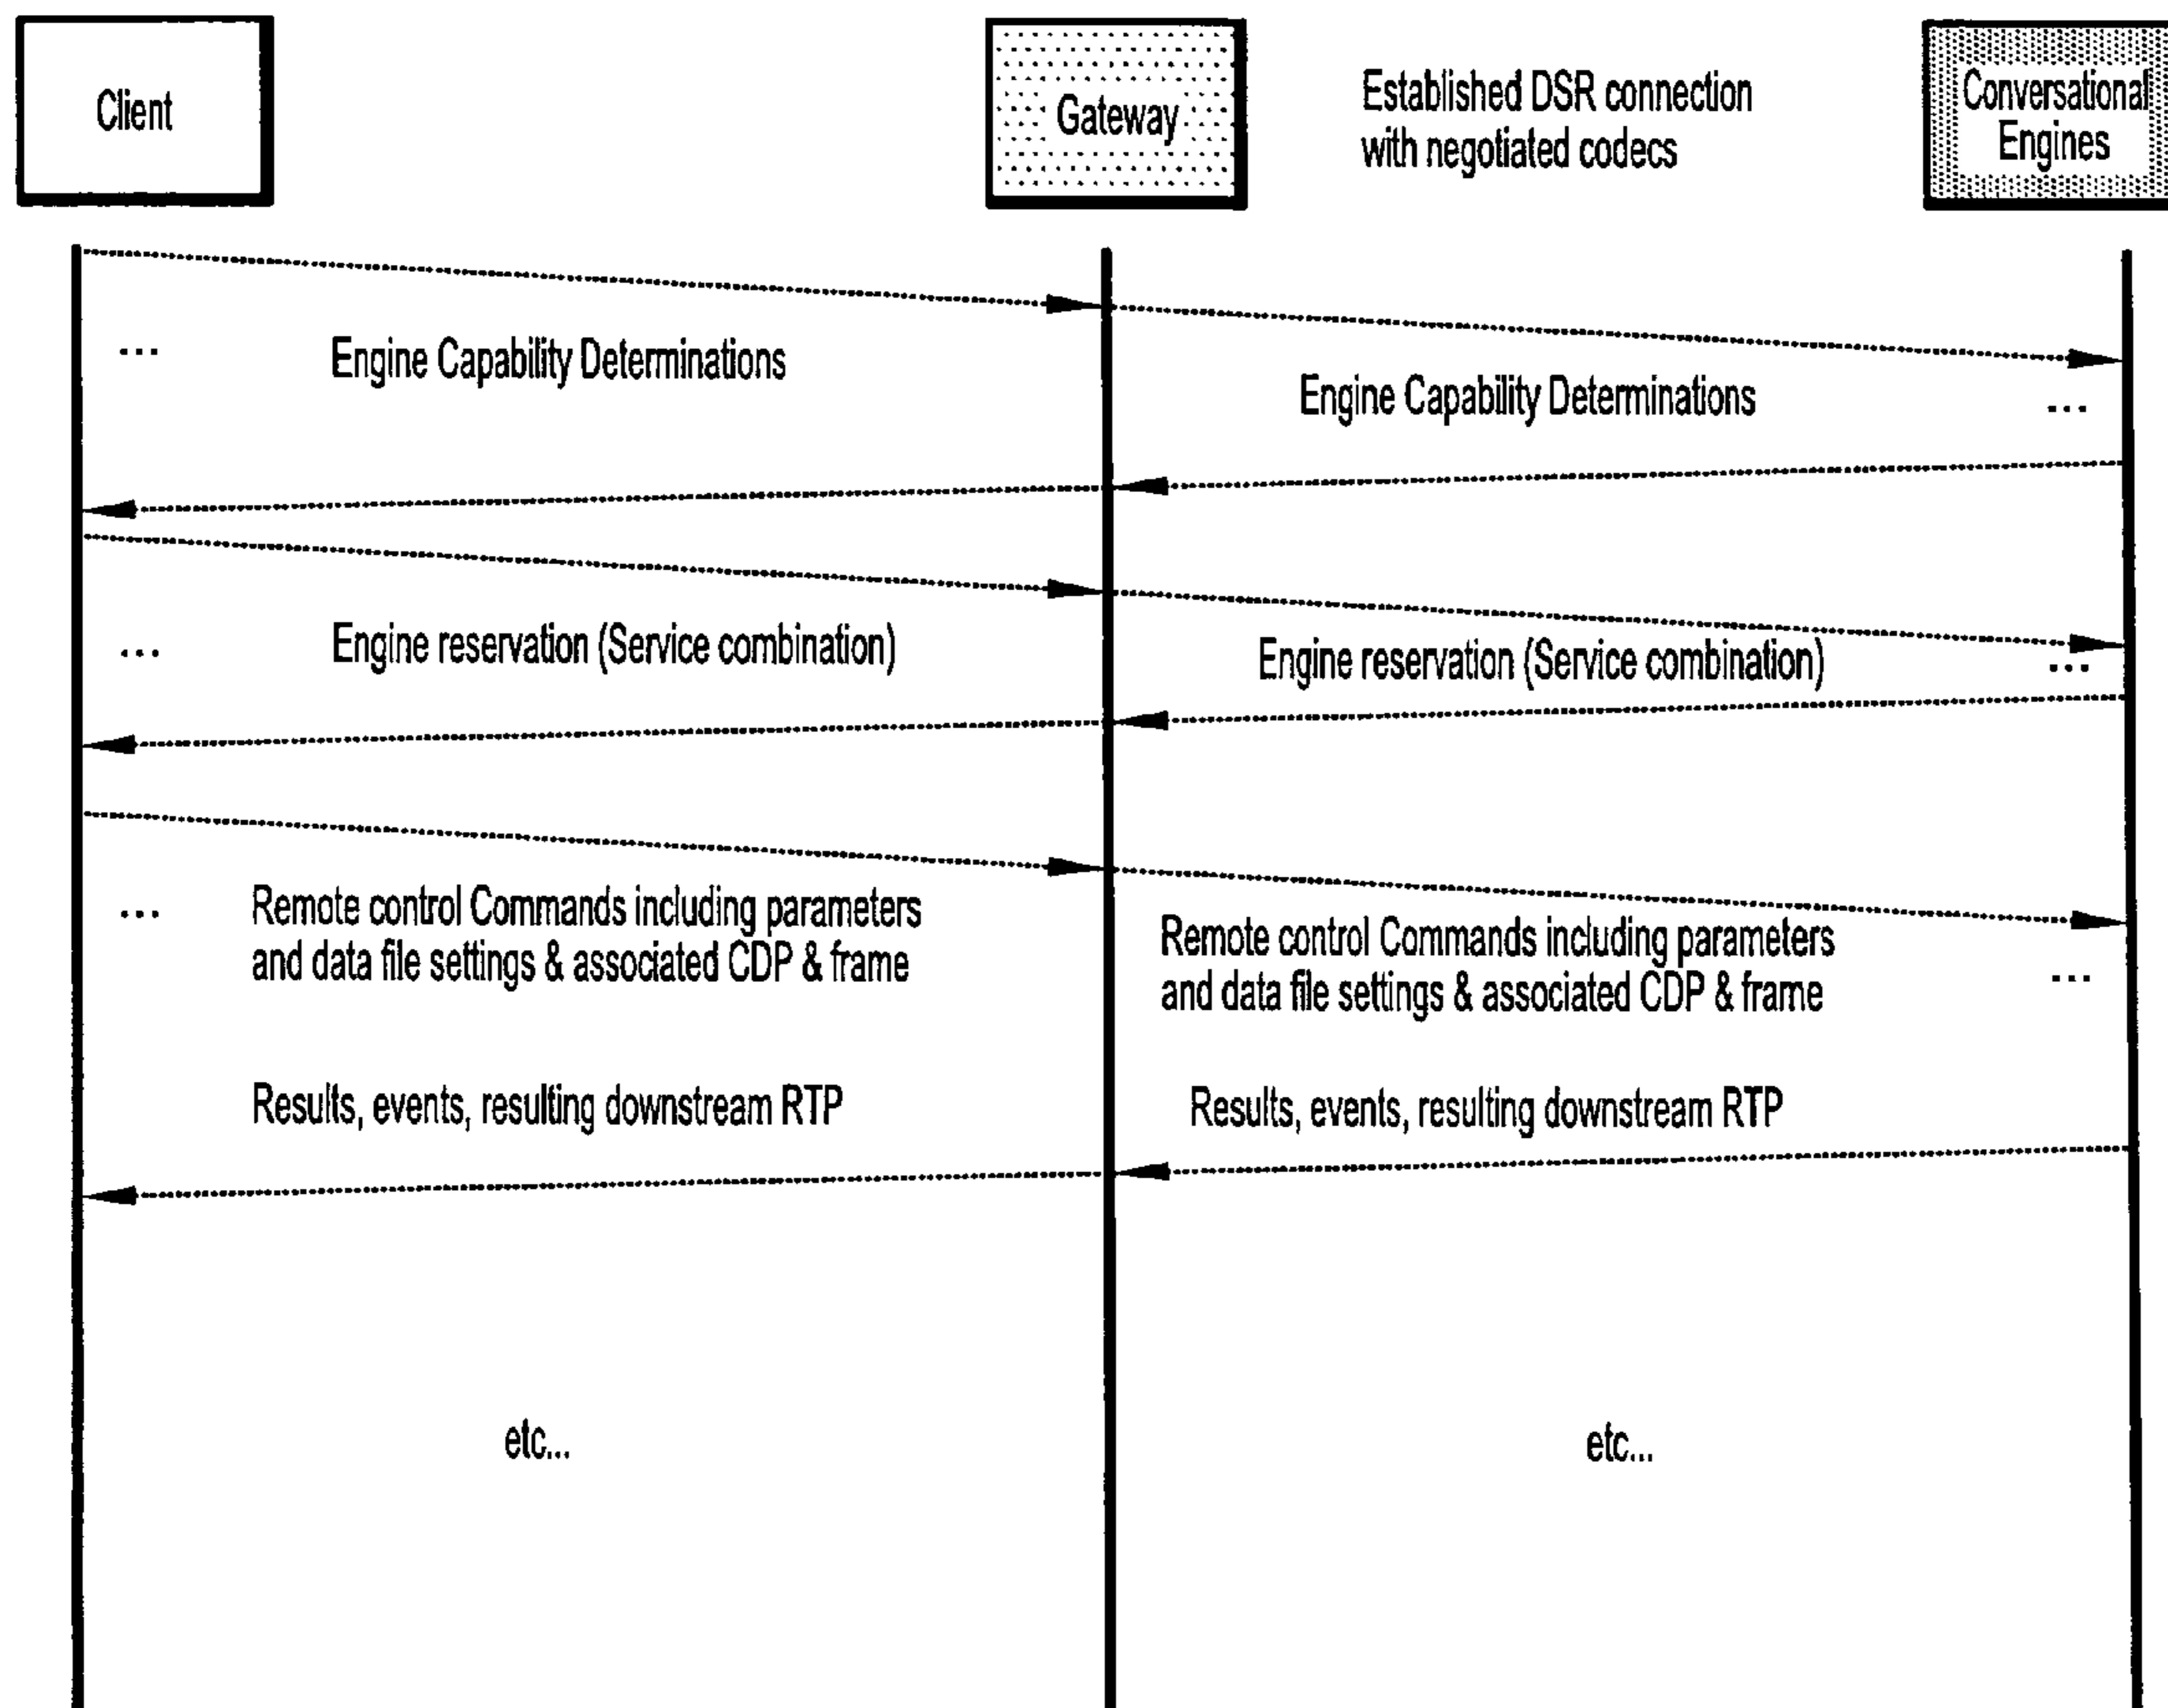 Client
Gateway
Established DSR connection
with negotiated codecs
Conversational
Engines
...
Engine Capability Determinations
Engine Capability Determinations
...
...
Engine reservation (Service combination)
Engine reservation (Service combination)
...
...
Remote control Commands including parameters
and data file settings & associated CDP & frame
Remote control Commands including parameters
and data file settings & associated CDP & frame
...
Results, events, resulting downstream RTP
Results, events, resulting downstream RTP
etc...
etc...